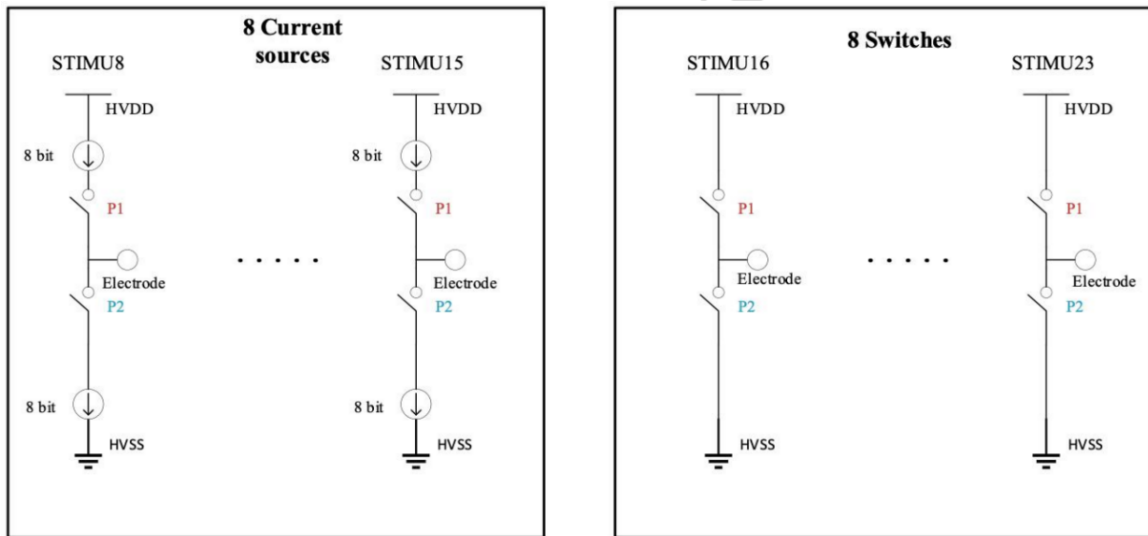 8 Current
sources
STIMU8
STIMU15
HVDD
HVDD
8 bit
8 bit
P1
P1
. . . . .
Electrode
Electrode
P2
P2
8 bit
8 bit
HVSS
HVSS
8 Switches
STIMU16
STIMU23
HVDD
HVDD
P1
P1
. . . . .
Electrode
Electrode
P2
P2
HVSS
HVSS